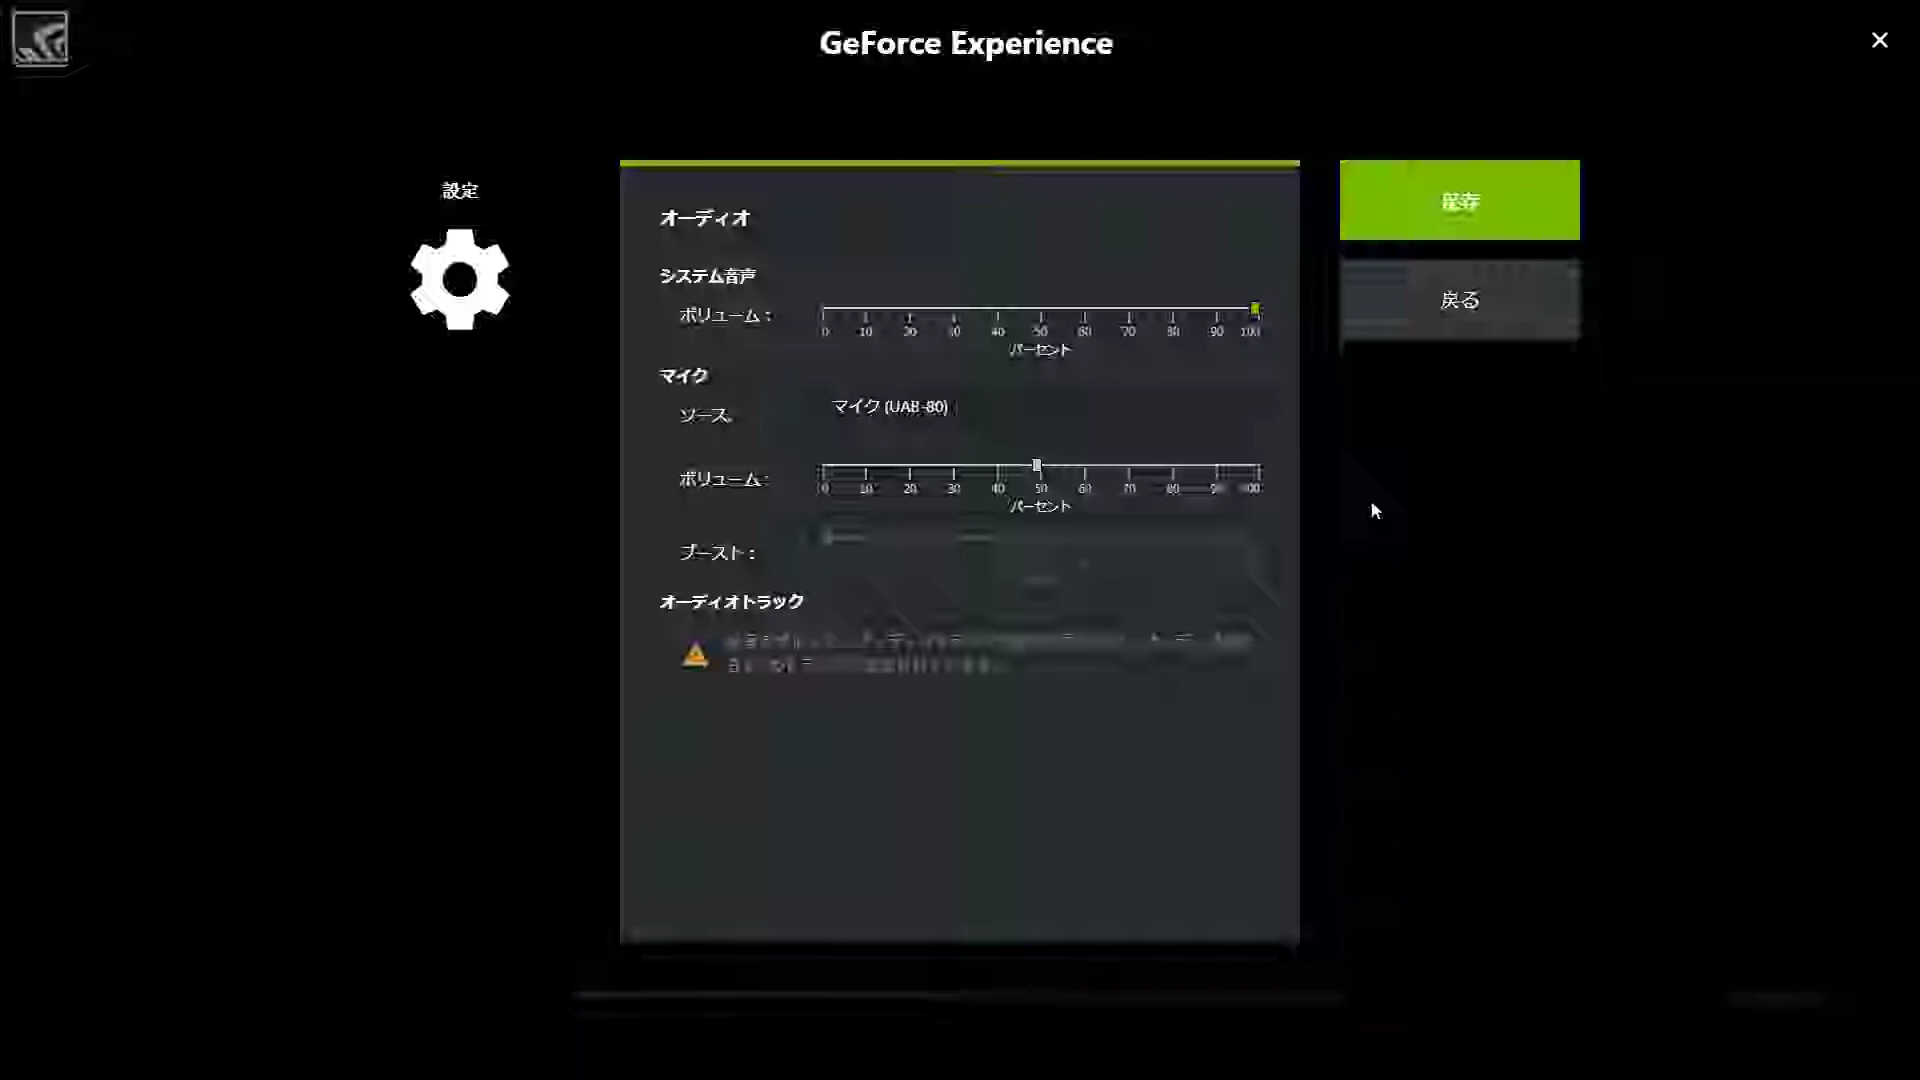 GeForce Experience
設定
オーディオ
システム音声
ボリューム：
0 10 20 30 40 50 60 70 80 90 100
パーセント
マイク
ソース
マイク (UAB-80)
ボリューム：
0 10 20 30 40 50 60 70 80 90 100
パーセント
ブースト：
オーディオトラック
保存
戻る